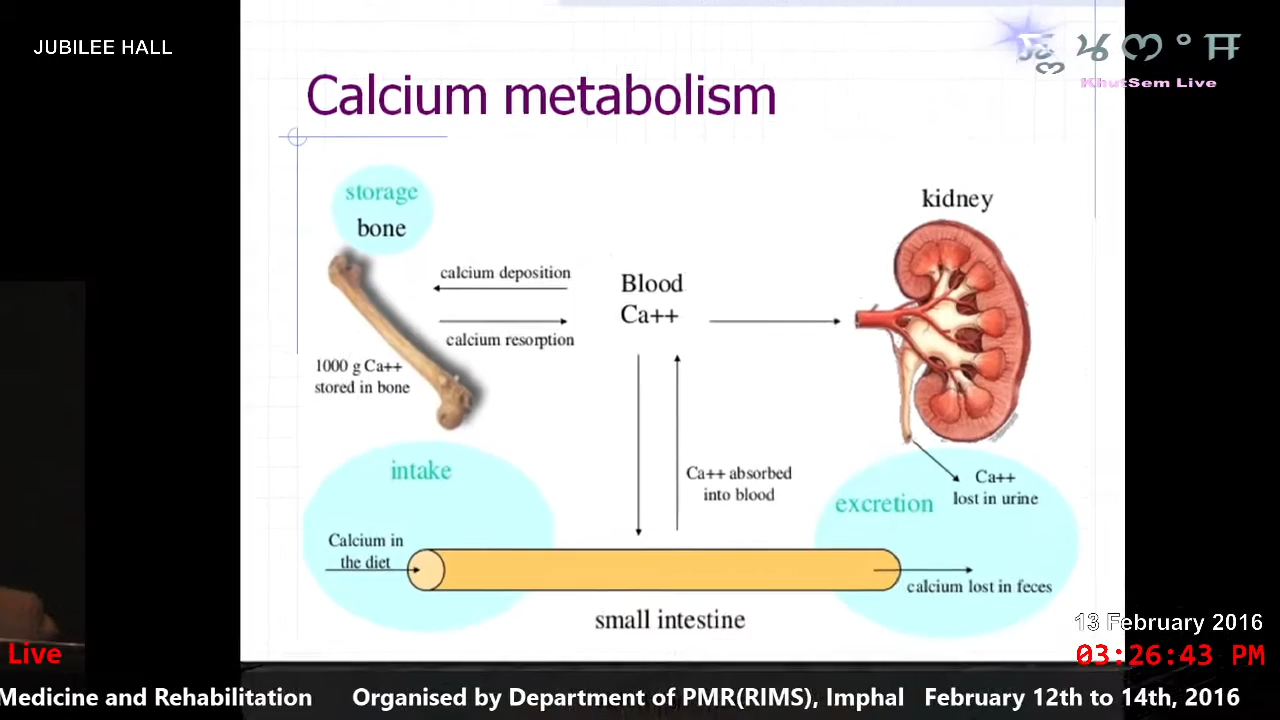 JUBILEE HALL
KhutSem Live
Calcium metabolism
storage
bone
kidney
calcium deposition
Blood
Ca++
calcium resorption
1000 g Ca++
stored in bone
intake
Ca++ absorbed
into blood
excretion
Ca++
lost in urine
Calcium in
the diet
calcium lost in feces
small intestine
13 February 2016
Live
03:26:43 PM
Medicine and Rehabilitation Organised by Department of PMR(RIMS), Imphal February 12th to 14th, 2016